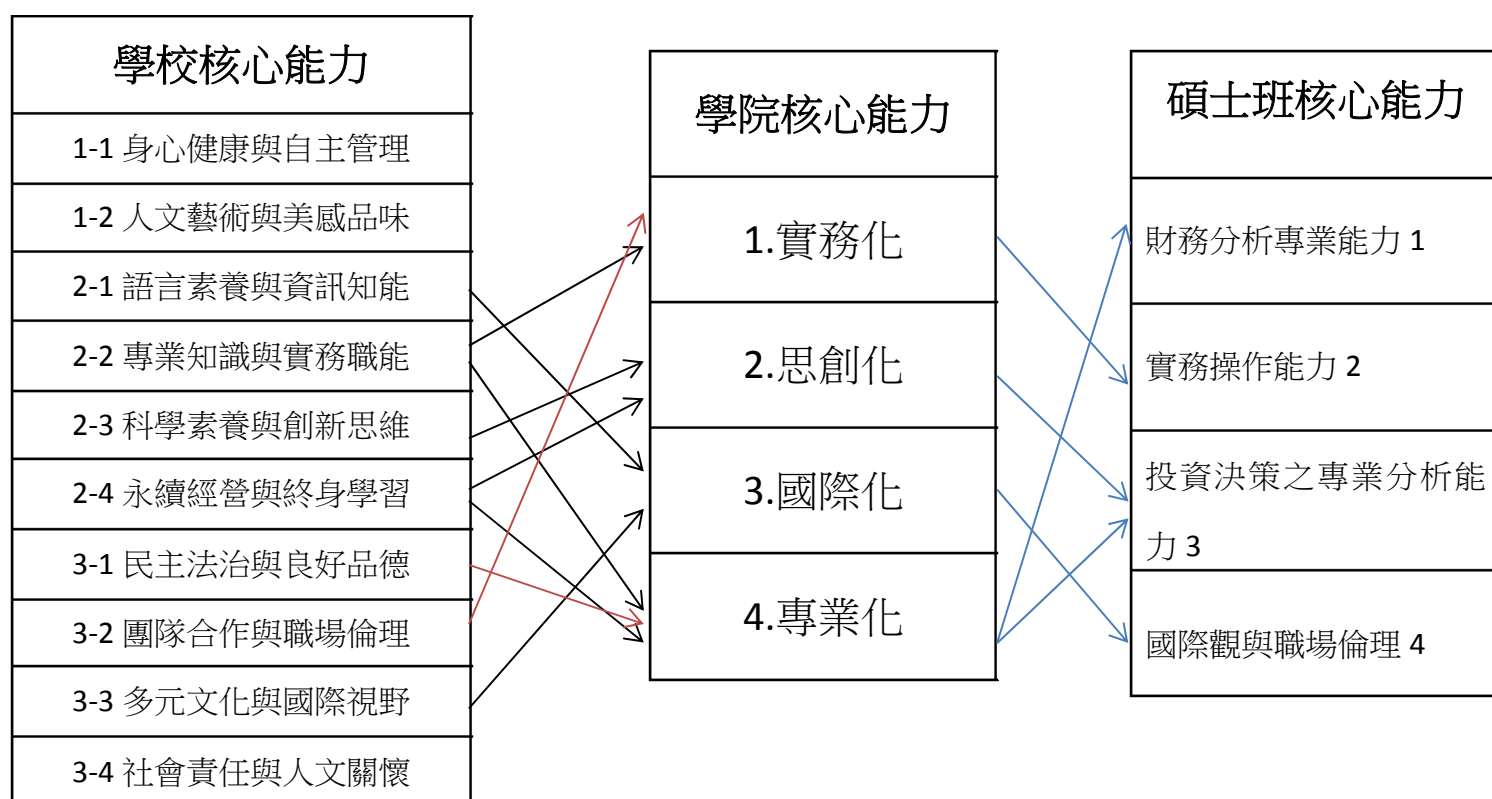 學校核心能力
1-1 身心健康與自主管理
1-2 人文藝術與美感品味
2-1 語言素養與資訊知能
2-2 專業知識與實務職能
2-3 科學素養與創新思維
2-4 永續經營與終身學習
3-1 民主法治與良好品德
3-2 團隊合作與職場倫理
3-3 多元文化與國際視野
3-4 社會責任與人文關懷
學院核心能力
1.實務化
2.思創化
3.國際化
4.專業化
碩士班核心能力
財務分析專業能力 1
實務操作能力 2
投資決策之專業分析能
力 3
國際觀與職場倫理 4